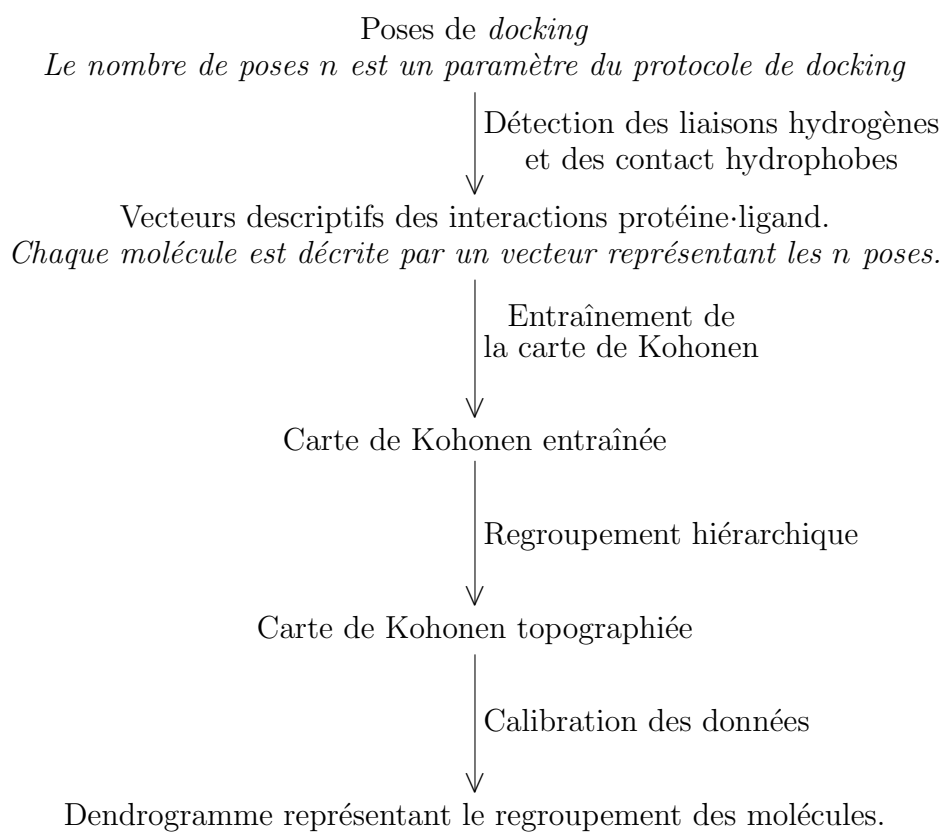 Poses de docking
Le nombre de poses n est un paramètre du protocole de docking
Détection des liaisons hydrogènes
et des contact hydrophobes
Vecteurs descriptifs des interactions protéine·ligand.
Chaque molécule est décrite par un vecteur représentant les n poses.
Entraînement de
la carte de Kohonen
Carte de Kohonen entraînée
Regroupement hiérarchique
Carte de Kohonen topographiée
Calibration des données
Dendrogramme représentant le regroupement des molécules.